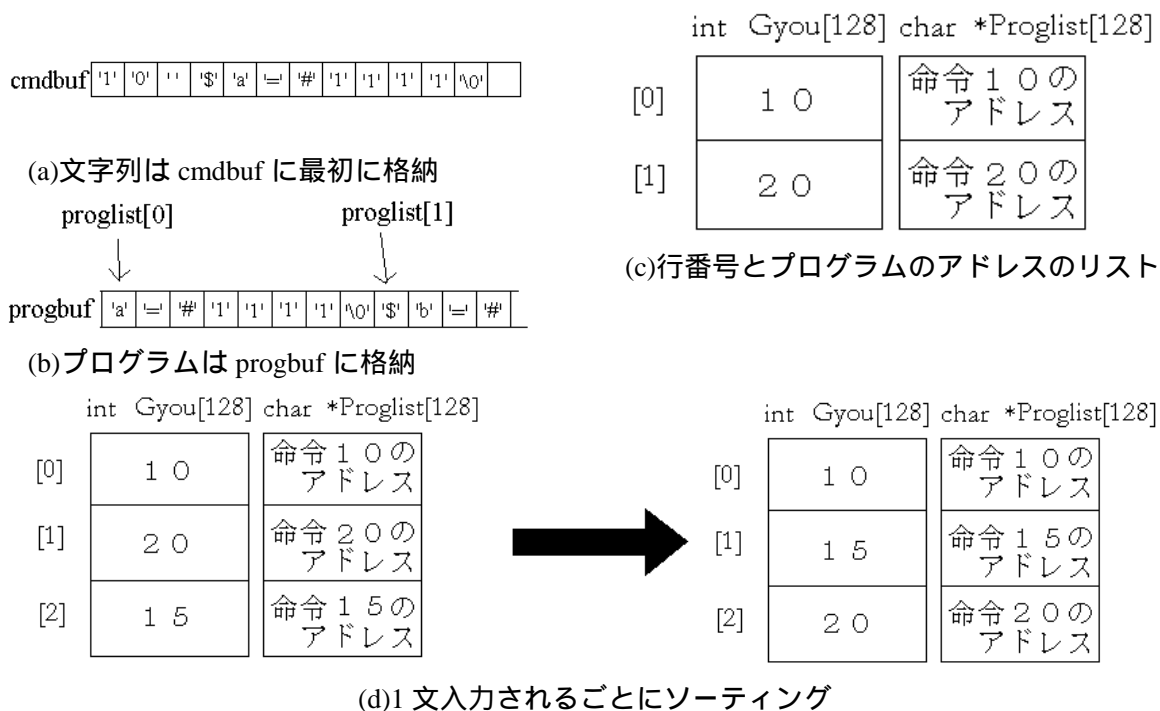 cmdbuf '1' '0' ' ' '$' 'a' '=' '#' '1' '1' '1' '1' '\0'
(a)文字列は cmdbuf に最初に格納
proglist[0] proglist[1]
progbuf 'a' '=' '#' '1' '1' '1' '1' '\0' '$' 'b' '=' '#'
(b)プログラムは progbuf に格納
int Gyou[128] char *Proglist[128]
[0] 10 命令10の
アドレス
[1] 20 命令20の
アドレス
(c)行番号とプログラムのアドレスのリスト
int Gyou[128] char *Proglist[128]
[0] 10 命令10の
アドレス
[1] 20 命令20の
アドレス
[2] 15 命令15の
アドレス
int Gyou[128] char *Proglist[128]
[0] 10 命令10の
アドレス
[1] 15 命令15の
アドレス
[2] 20 命令20の
アドレス
(d)1 文入力されるごとにソーティング